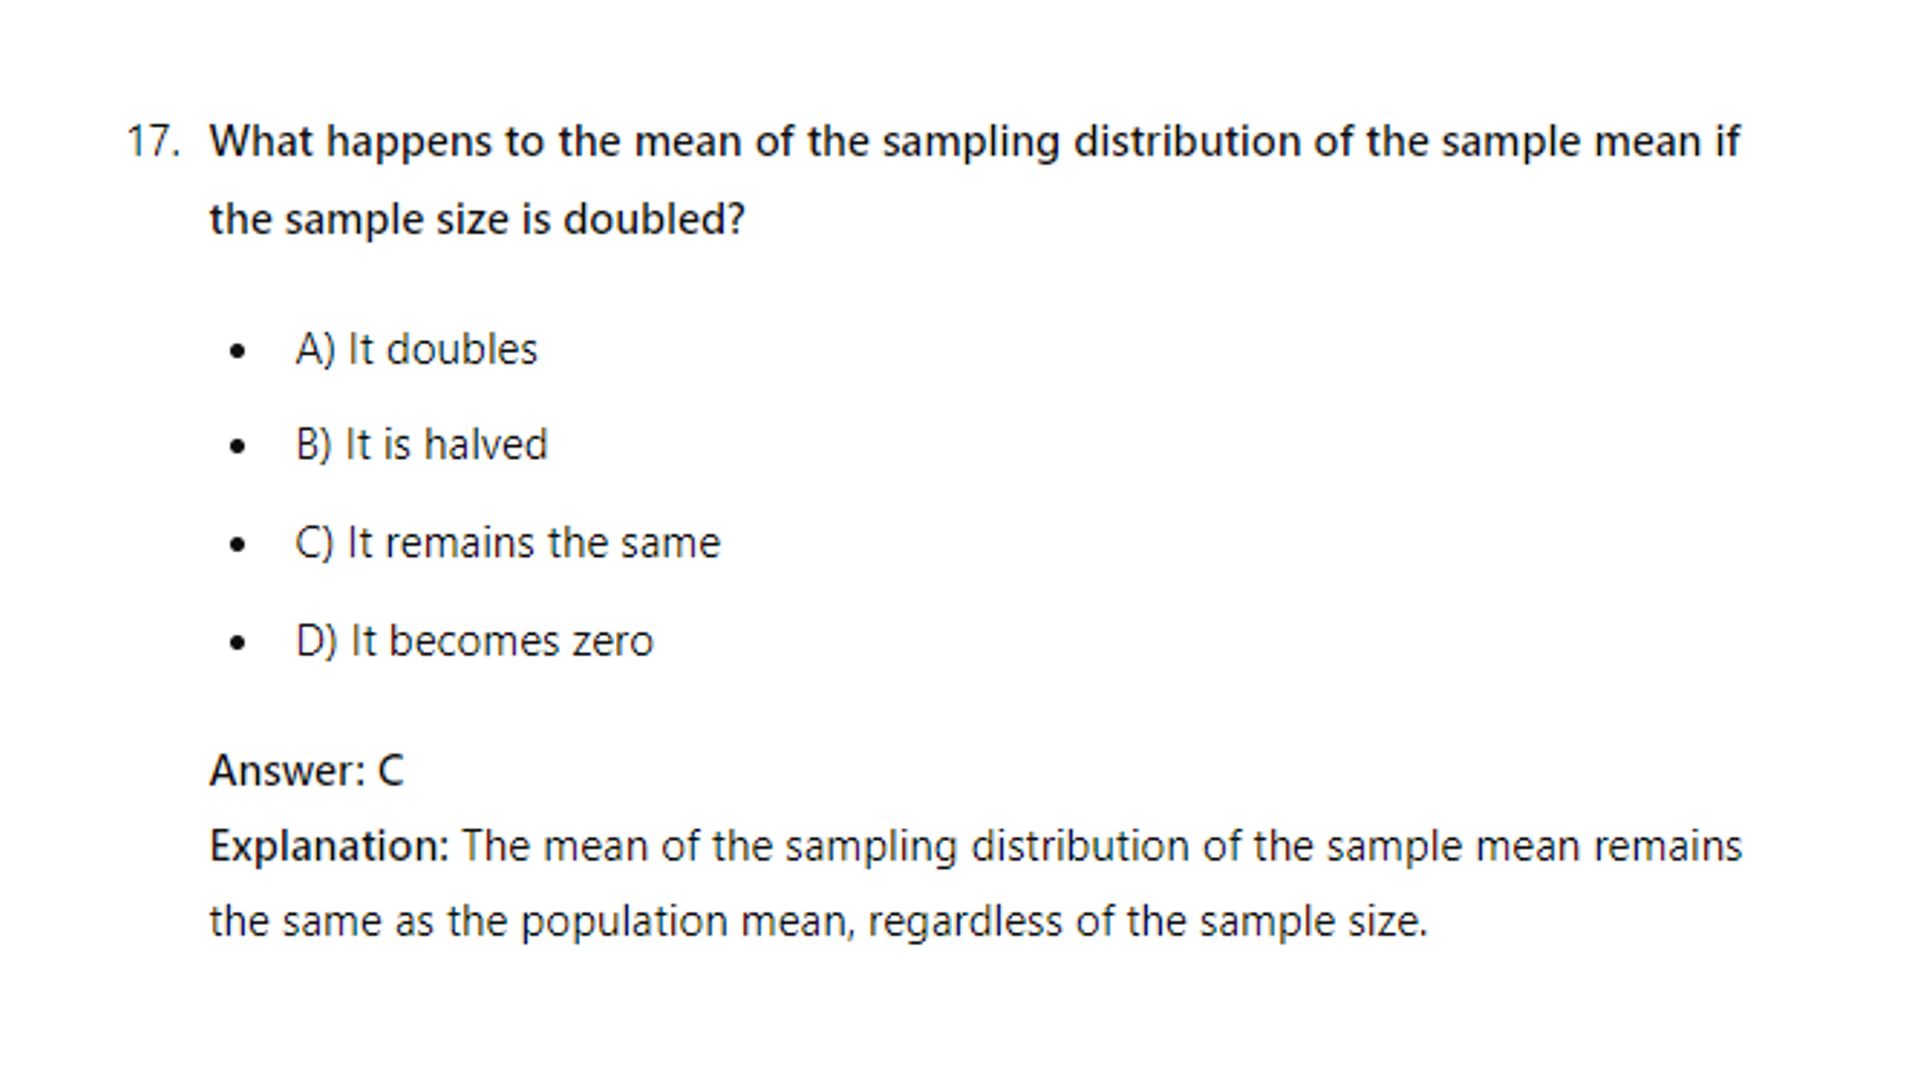 17. What happens to the mean of the sampling distribution of the sample mean if
the sample size is doubled?
• A) It doubles
• B) It is halved
• C) It remains the same
• D) It becomes zero
Answer: C
Explanation: The mean of the sampling distribution of the sample mean remains
the same as the population mean, regardless of the sample size.